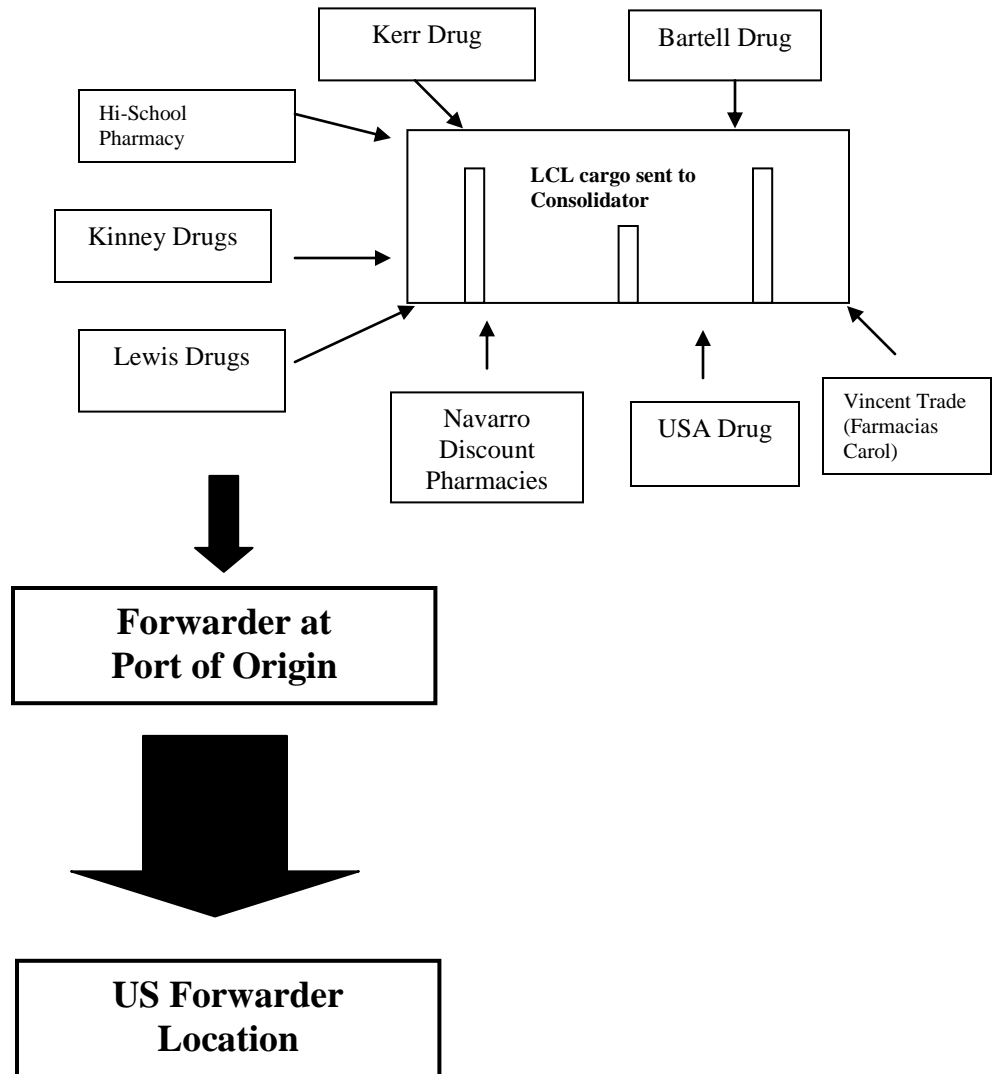 Kerr Drug
Bartell Drug
Hi-School
Pharmacy
LCL cargo sent to
Consolidator
Kinney Drugs
Lewis Drugs
Navarro
Discount
Pharmacies
USA Drug
Vincent Trade
(Farmacias
Carol)
Forwarder at
Port of Origin
US Forwarder
Location